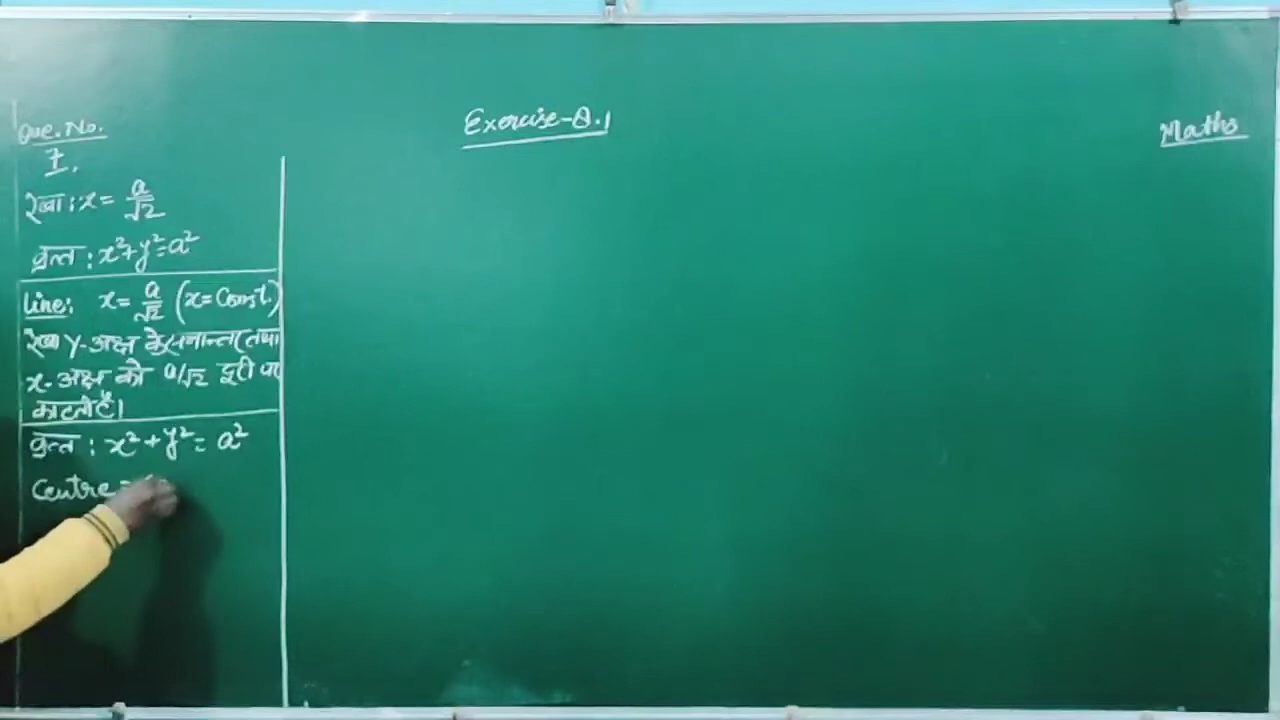 Que. No.
I.
Exercise-8.1
Maths
रेखा : x = a/√2
वृत्त : x²+y²=a²
Line: x = a/√2 (x = Const.)
रेखा Y-अक्ष के समान्तर तथा
x-अक्ष को a/√2 दूरी पर
काटती है।
वृत्त : x² + y² = a²
Centre =